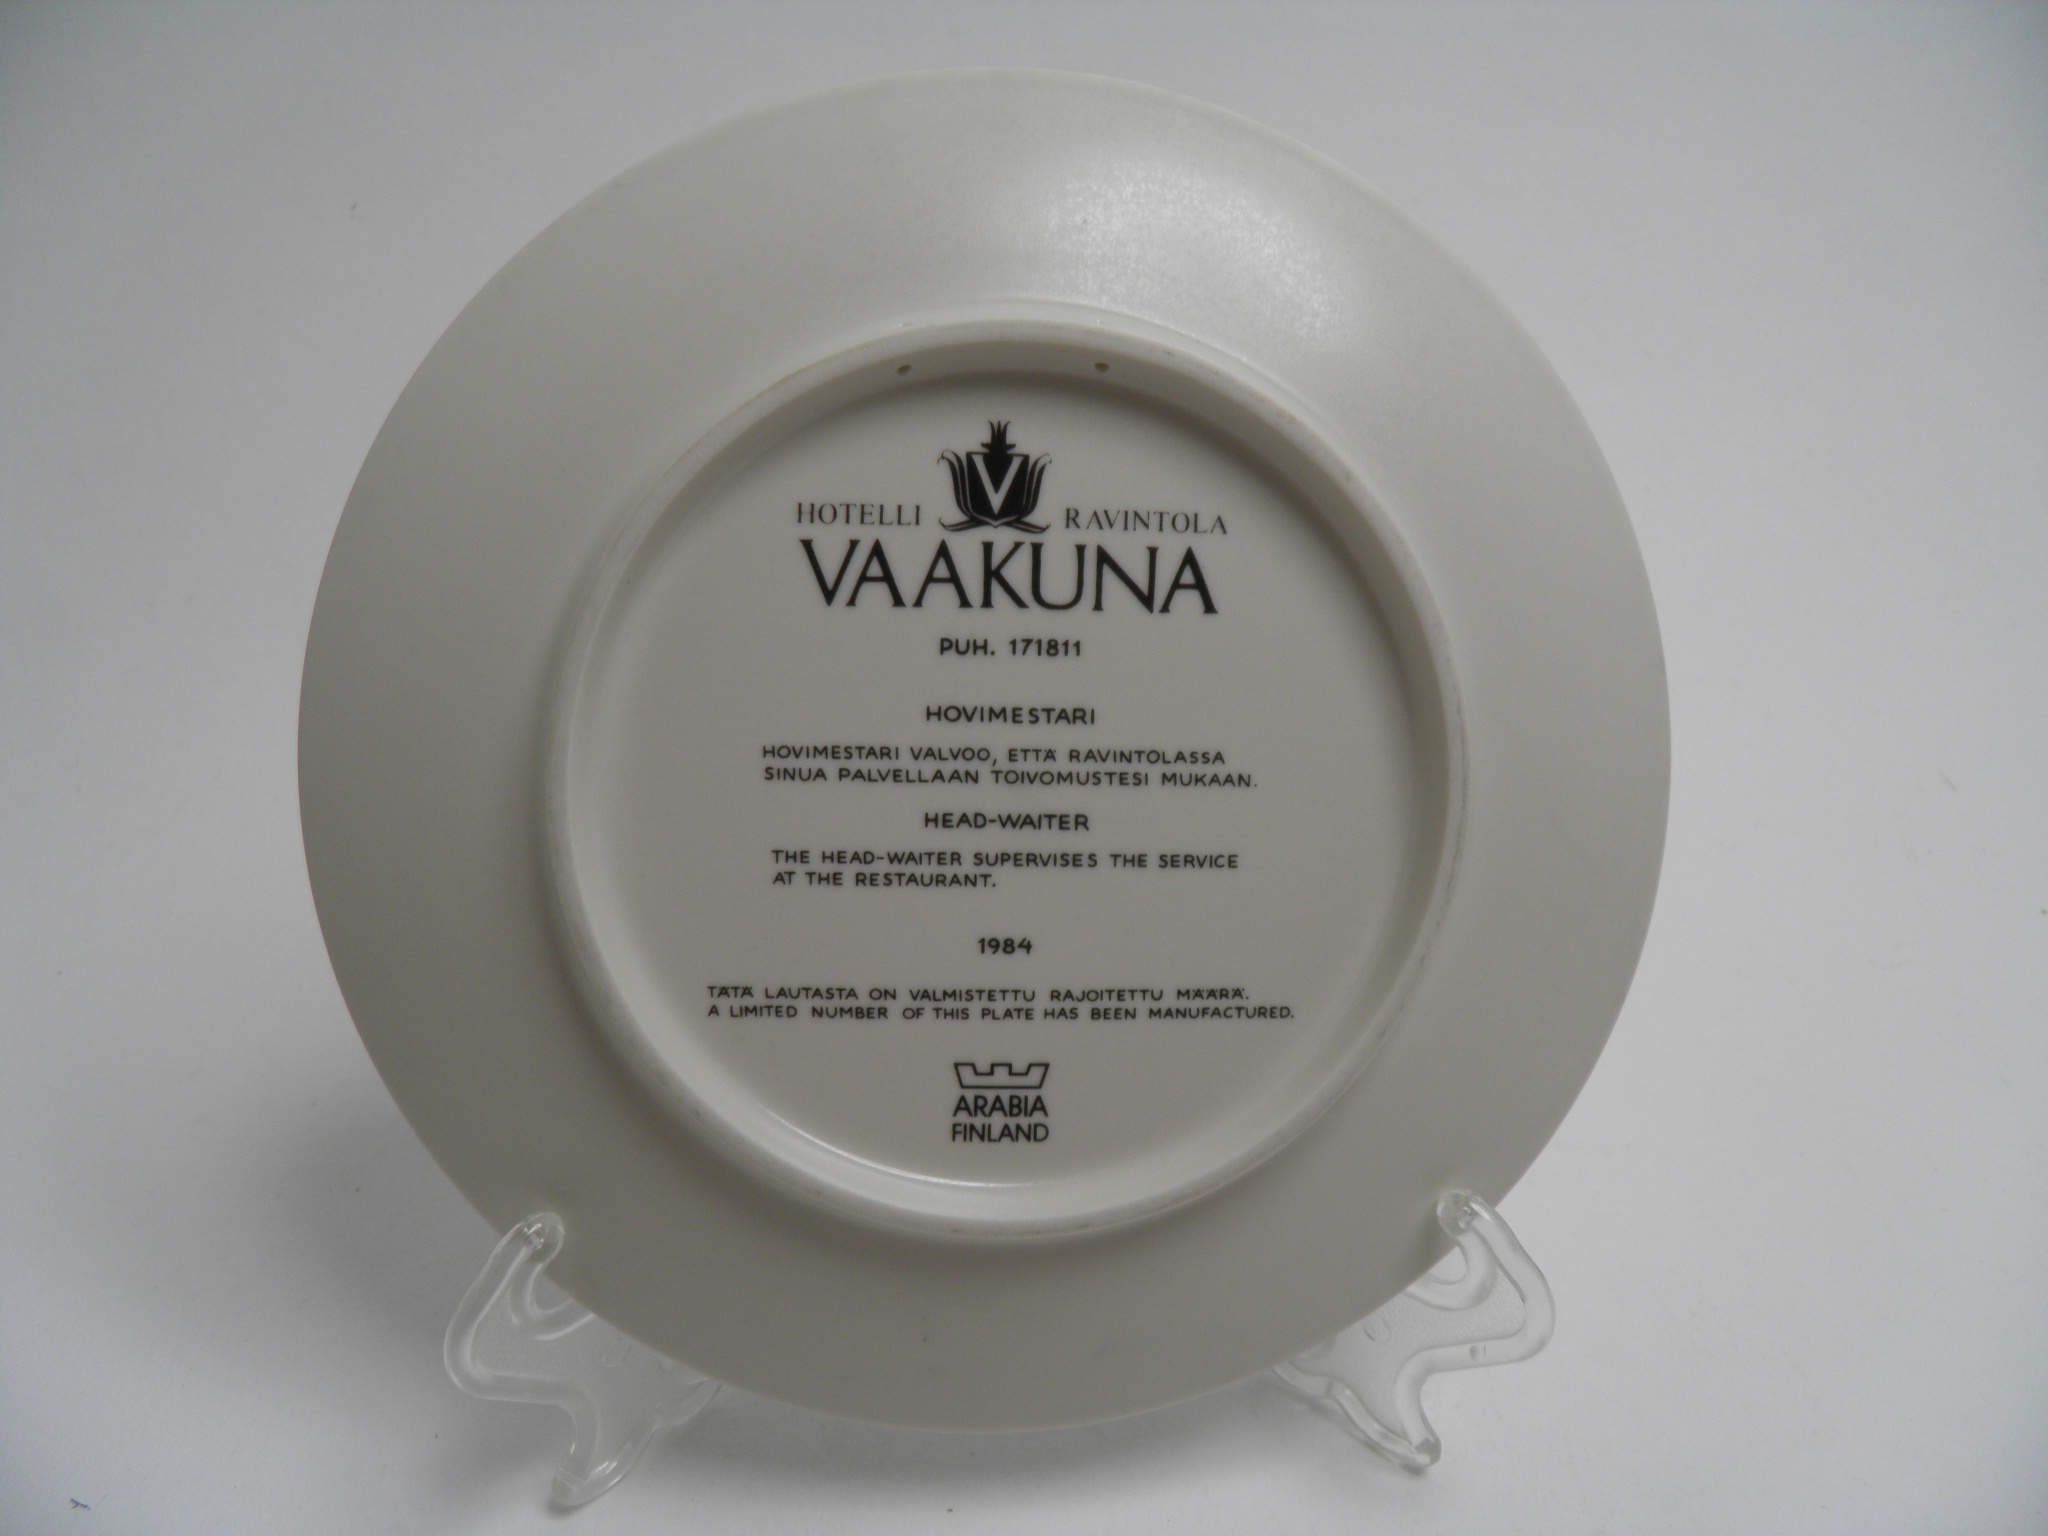 V
HOTELLI RAVINTOLA
VAAKUNA
PUH. 171811
HOVIMESTARI
HOVIMESTARI VALVOO, ETTÄ RAVINTOLASSA
SINUA PALVELLAAN TOIVOMUSTESI MUKAAN.
HEAD-WAITER
THE HEAD-WAITER SUPERVISES THE SERVICE
AT THE RESTAURANT.
1984
TÄTÄ LAUTASTA ON VALMISTETTU RAJOITETTU MÄÄRÄ.
A LIMITED NUMBER OF THIS PLATE HAS BEEN MANUFACTURED.
ARABIA
FINLAND